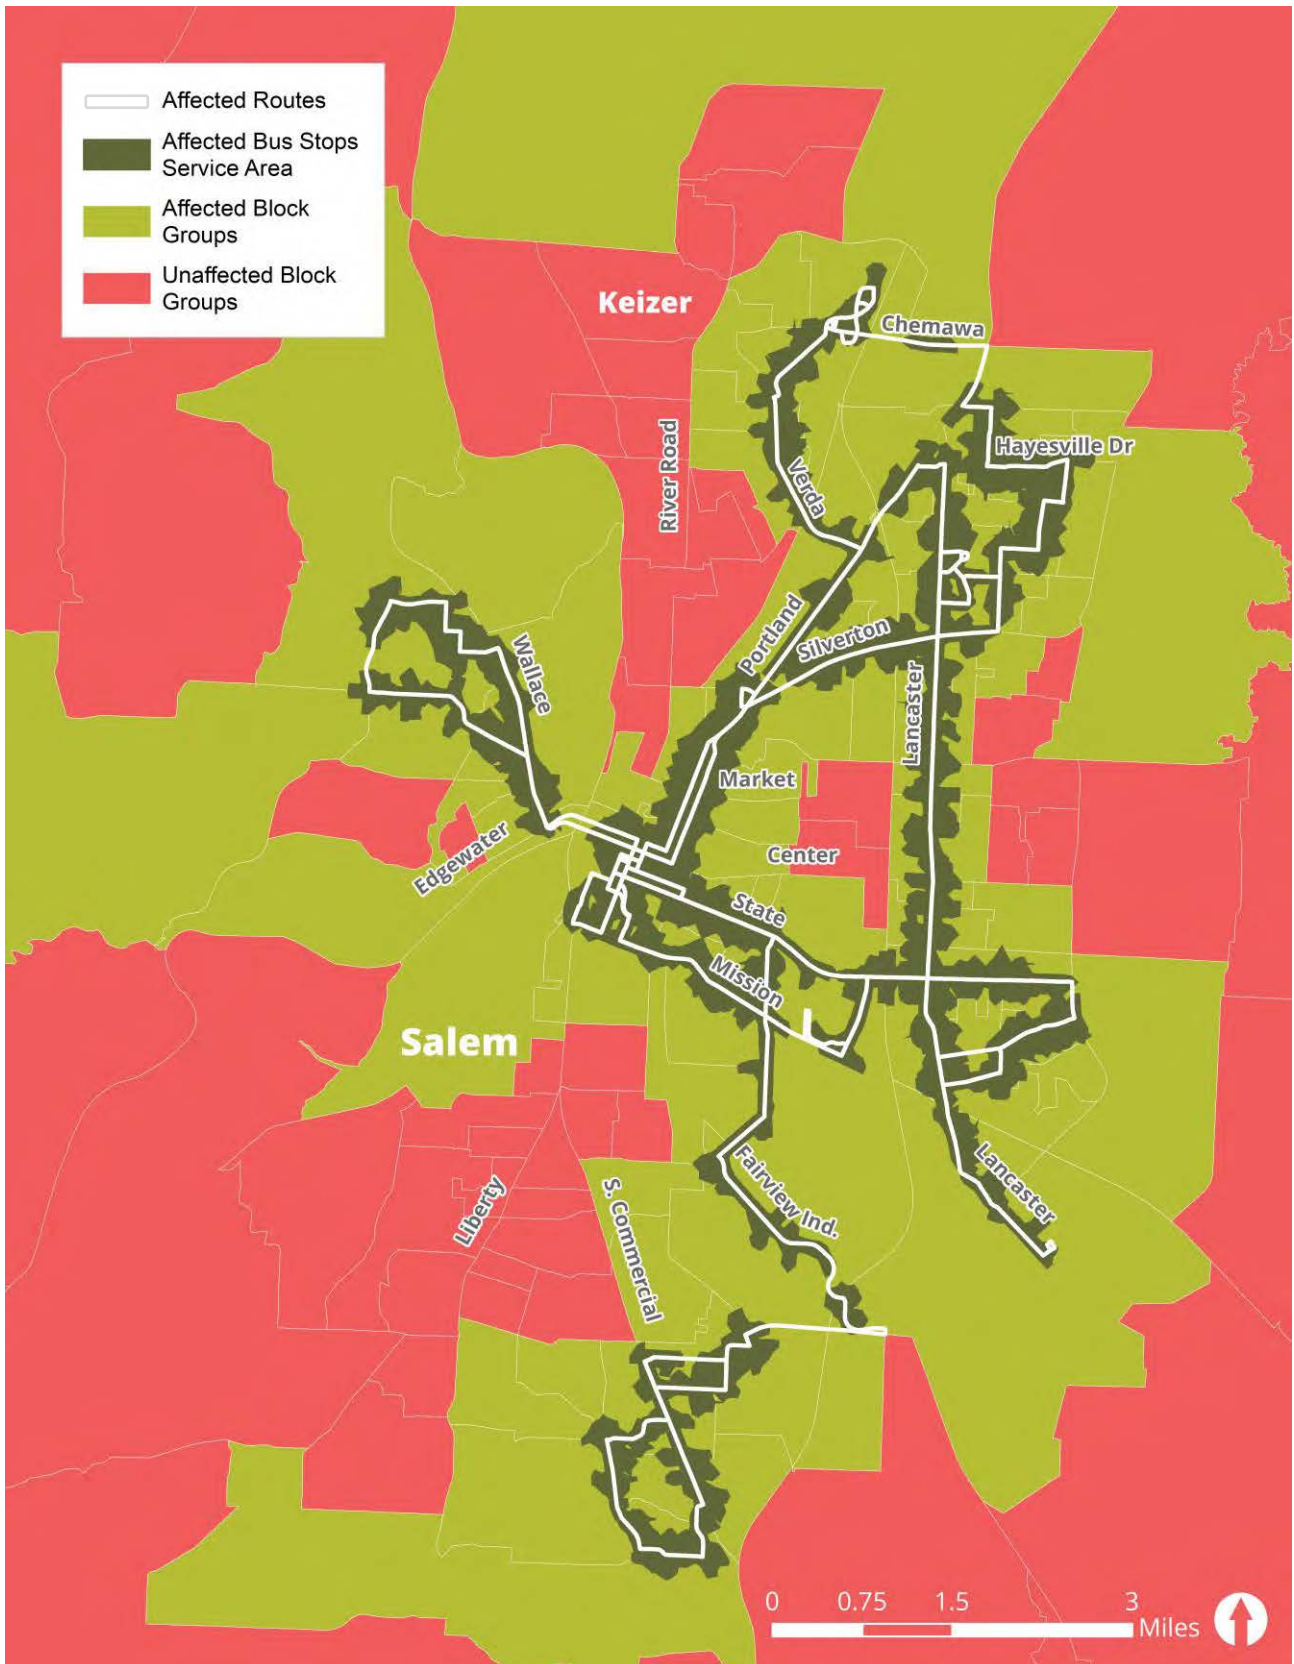 Affected Routes
Affected Bus Stops
Service Area
Affected Block
Groups
Unaffected Block
Groups
Keizer
Chemawa
River Road
Hayesville Dr
Verda
Portland
Silverton
Wallace
Lancaster
Market
Edgewater
Center
State
Mission
Salem
Fairview Ind.
Lancaster
Liberty
S. Commercial
0 0.75 1.5 3
Miles